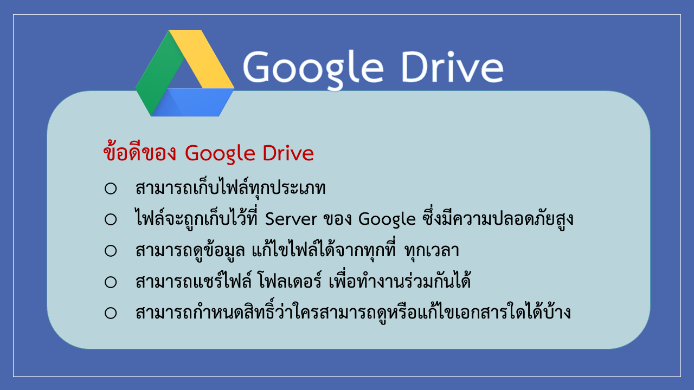 Google Drive
ข้อดีของ Google Drive
สามารถเก็บไฟล์ทุกประเภท
ไฟล์จะถูกเก็บไว้ที่ Server ของ Google ซึ่งมีความปลอดภัยสูง
สามารถดูข้อมูล แก้ไขไฟล์ได้จากทุกที่ ทุกเวลา
สามารถแชร์ไฟล์ โฟลเดอร์ เพื่อทำงานร่วมกันได้
สามารถกำหนดสิทธิ์ว่าใครสามารถดูหรือแก้ไขเอกสารใดได้บ้าง